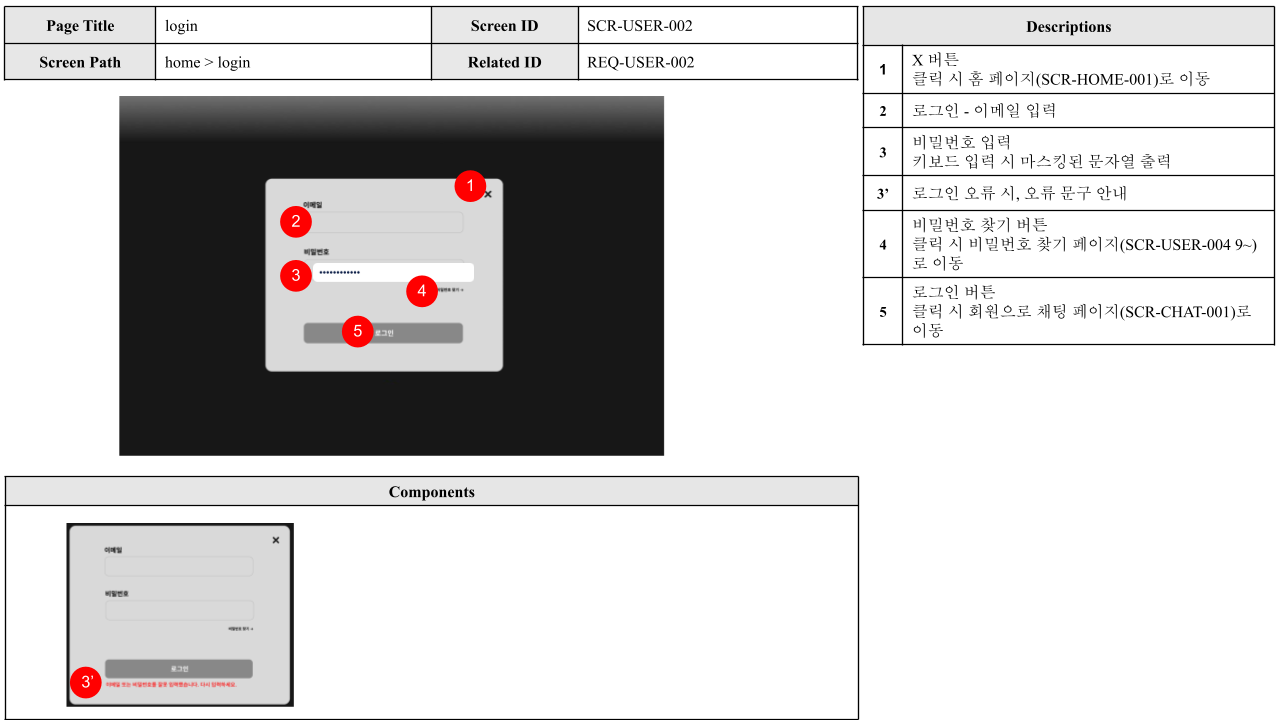 Page Title
login
Screen ID
SCR-USER-002
Screen Path
home > login
Related ID
REQ-USER-002
1
이메일
2
비밀번호
3
••••••••••••
4
비밀번호 찾기 →
5
로그인
Descriptions
1
X 버튼
클릭 시 홈 페이지(SCR-HOME-001)로 이동
2
로그인 - 이메일 입력
3
비밀번호 입력
키보드 입력 시 마스킹된 문자열 출력
3’
로그인 오류 시, 오류 문구 안내
4
비밀번호 찾기 버튼
클릭 시 비밀번호 찾기 페이지(SCR-USER-004 9~)
로 이동
5
로그인 버튼
클릭 시 회원으로 채팅 페이지(SCR-CHAT-001)로
이동
Components
이메일
비밀번호
비밀번호 찾기 →
로그인
3’
이메일 또는 비밀번호를 잘못 입력했습니다. 다시 입력하세요.